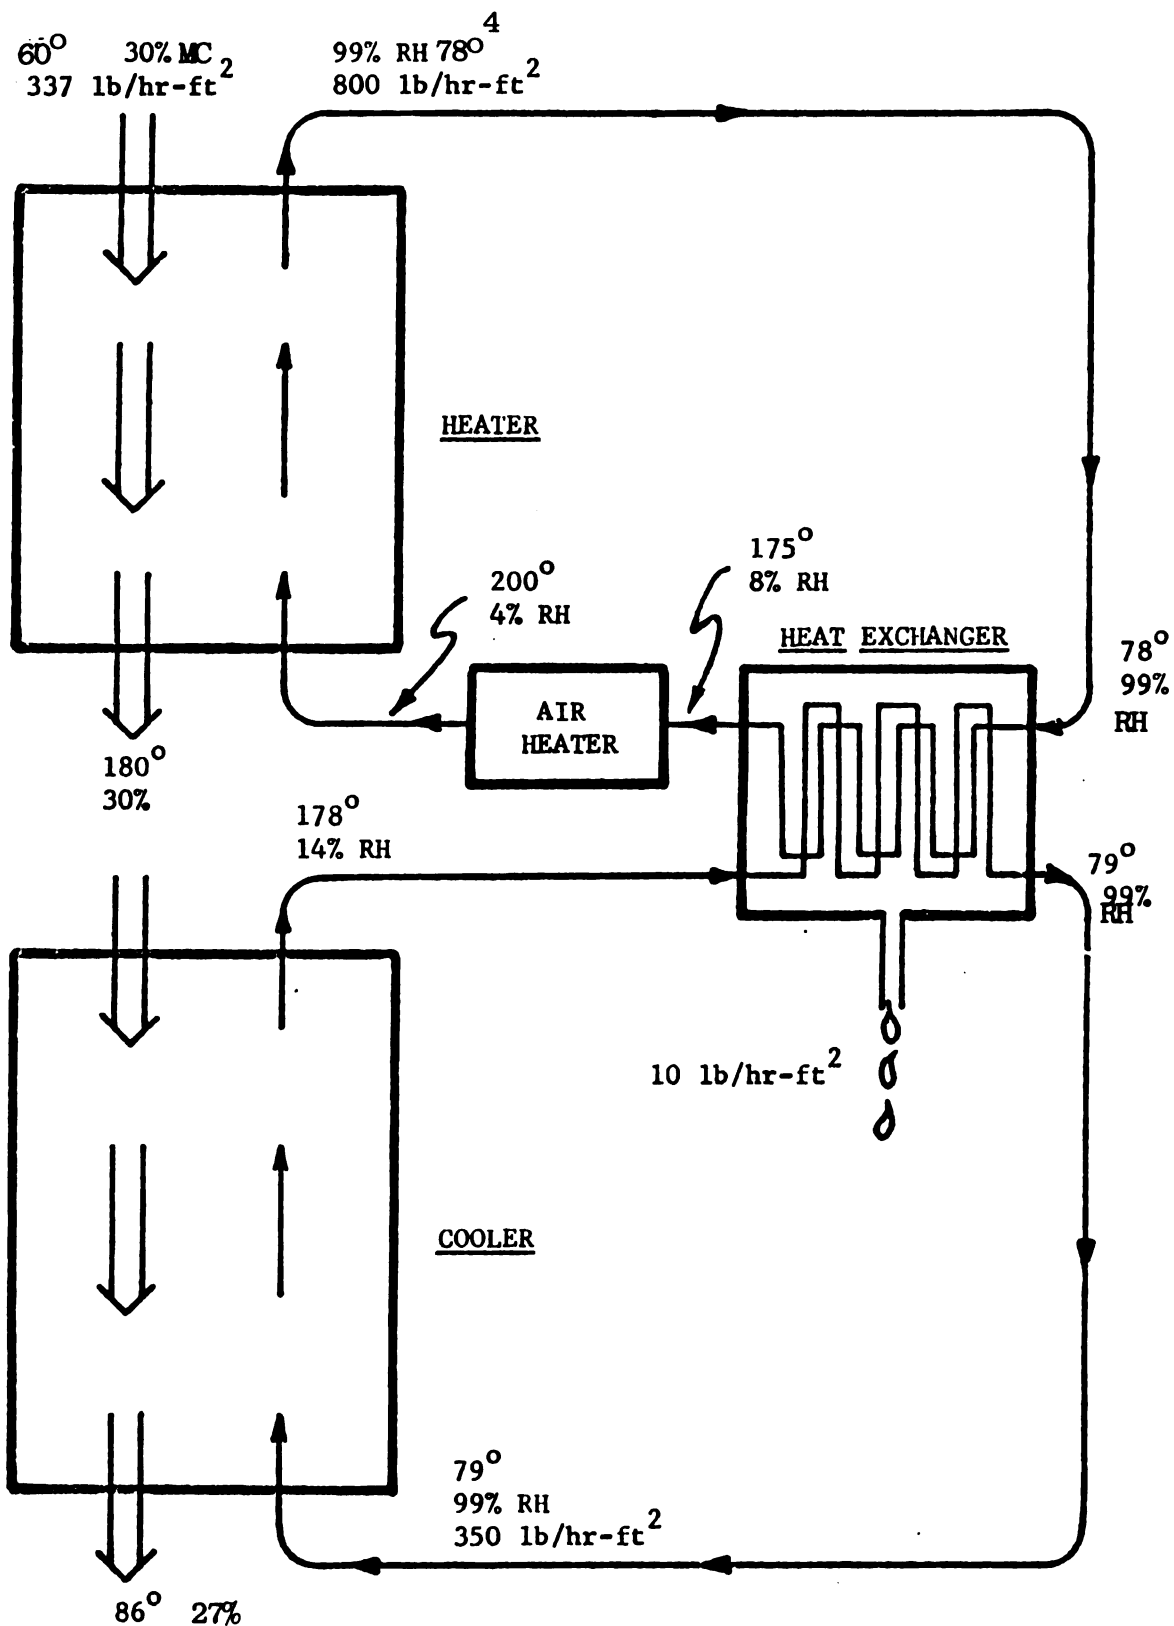 60° 30% MC
337 lb/hr-ft2
99% RH 78° 4
800 lb/hr-ft2
HEATER
175°
8% RH
200°
4% RH
HEAT EXCHANGER
78°
99%
RH
AIR
HEATER
180°
30%
178°
14% RH
79°
99%
RH
10 lb/hr-ft2
COOLER
79°
99% RH
350 lb/hr-ft2
86° 27%